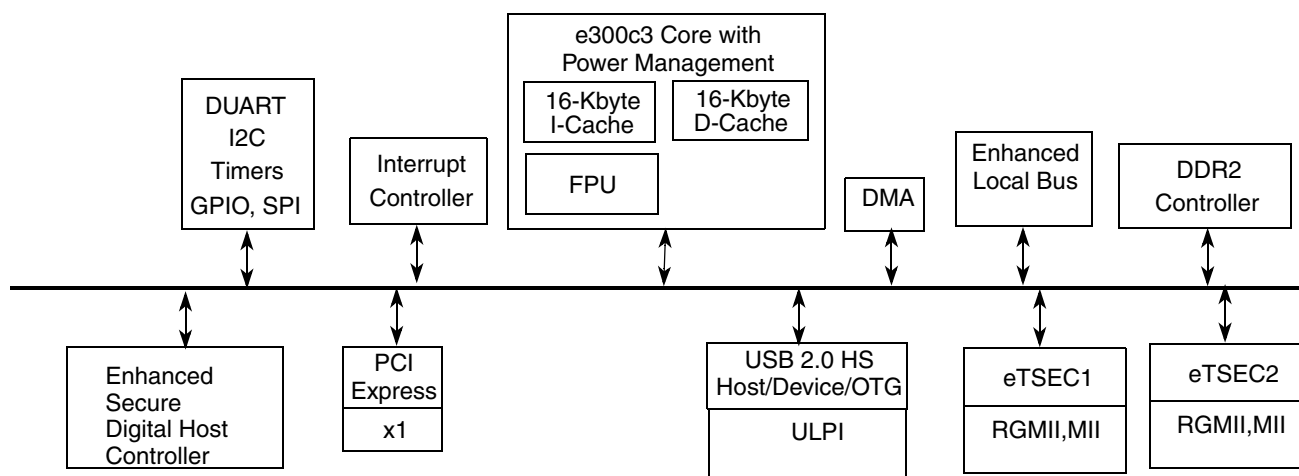 e300c3 Core with
Power Management
16-Kbyte
I-Cache
16-Kbyte
D-Cache
FPU
DUART
I2C
Timers
GPIO, SPI
Interrupt
Controller
DMA
Enhanced
Local Bus
DDR2
Controller
Enhanced
Secure
Digital Host
Controller
PCI
Express
x1
USB 2.0 HS
Host/Device/OTG
ULPI
eTSEC1
RGMII,MII
eTSEC2
RGMII,MII